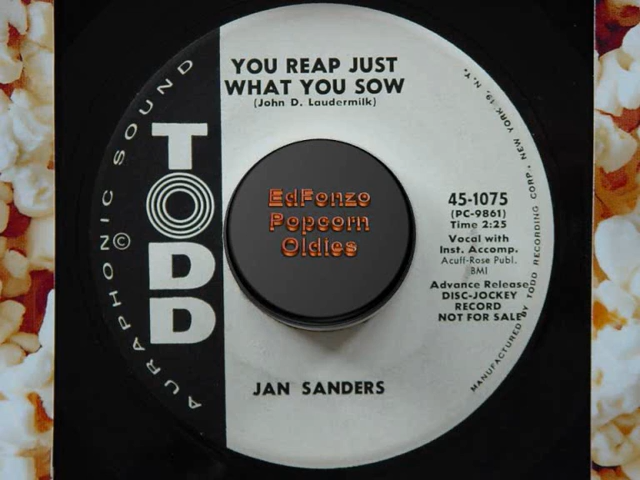 YOU REAP JUST
WHAT YOU SOW
(John D. Laudermilk)
AURAPHONIC SOUND
©
TODD
EdFonzo
Popcorn
Oldies
45-1075
(PC-9861)
Time 2:25
Vocal with
Inst. Accomp.
Acuff-Rose Publ.
BMI
Advance Release
DISC-JOCKEY
RECORD
NOT FOR SALE
JAN SANDERS
MANUFACTURED BY TODD RECORDING CORP. NEW YORK 19, N.Y.